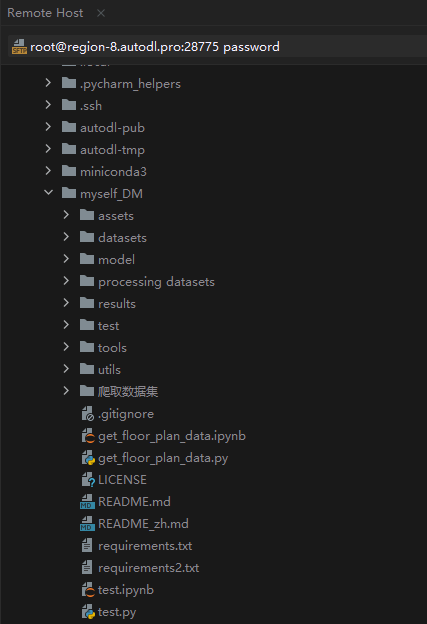 Remote Host
root@region-8.autodl.pro:28775 password
.pycharm_helpers
.ssh
autodl-pub
autodl-tmp
miniconda3
myself_DM
assets
datasets
model
processing datasets
results
test
tools
utils
爬取数据集
.gitignore
get_floor_plan_data.ipynb
get_floor_plan_data.py
LICENSE
README.md
README_zh.md
requirements.txt
requirements2.txt
test.ipynb
test.py